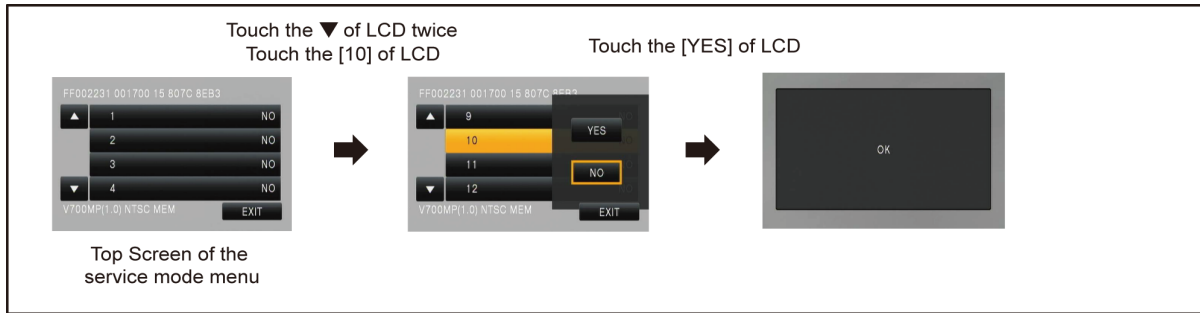 Touch the ▼ of LCD twice
Touch the [10] of LCD
Touch the [YES] of LCD
FF002231 001700 15 807C 8EB3
▲ 1 NO
2 NO
3 NO
▼ 4 NO
V700MP(1.0) NTSC MEM EXIT
Top Screen of the
service mode menu
FF002231 001700 15 807C 8EB3
▲ 9
YES
10
11
NO
▼ 12
V700MP(1.0) NTSC MEM EXIT
OK